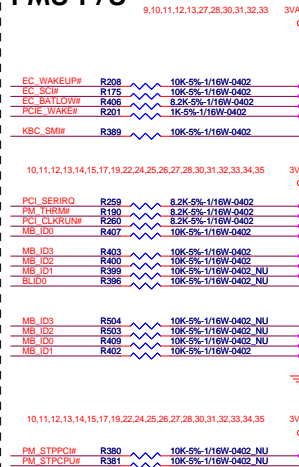 9,10,11,12,13,27,28,30,31,32,33 3VA
EC_WAKEUP# R208 10K-5%-1/16W-0402
EC_SCI# R175 10K-5%-1/16W-0402
EC_BATLOW# R406 8.2K-5%-1/16W-0402
PCIE_WAKE# R201 1K-5%-1/16W-0402
KBC_SMI# R389 10K-5%-1/16W-0402
10,11,12,13,14,15,17,19,22,24,25,26,27,28,30,31,32,33,34,35 3V
PCI_SERIRQ R259 8.2K-5%-1/16W-0402
PM_THRM# R190 8.2K-5%-1/16W-0402
PCI_CLKRUN# R260 8.2K-5%-1/16W-0402
MB_ID0 R407 10K-5%-1/16W-0402
MB_ID3 R403 10K-5%-1/16W-0402
MB_ID2 R400 10K-5%-1/16W-0402
MB_ID1 R399 10K-5%-1/16W-0402_NU
BLID0 R396 10K-5%-1/16W-0402_NU
MB_ID3 R504 10K-5%-1/16W-0402_NU
MB_ID2 R503 10K-5%-1/16W-0402_NU
MB_ID0 R409 10K-5%-1/16W-0402_NU
MB_ID1 R402 10K-5%-1/16W-0402
10,11,12,13,14,15,17,19,22,24,25,26,27,28,30,31,32,33,34,35 3V
PM_STPPCI# R380 10K-5%-1/16W-0402_NU
PM_STPCPU# R381 10K-5%-1/16W-0402_NU